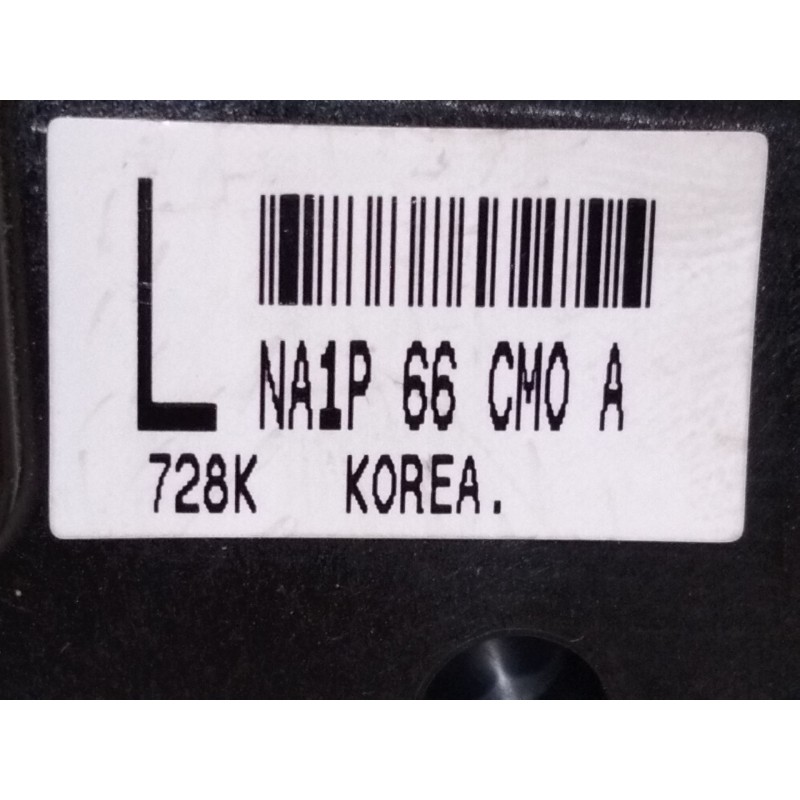 L
NA1P 66 CM0 A
728K KOREA.